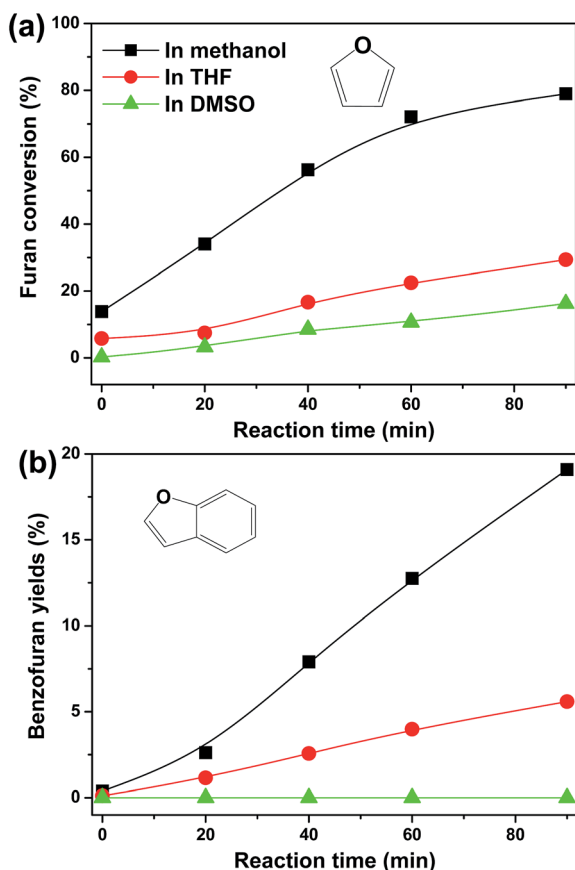 (a)
100
80
60
40
20
0
Furan conversion (%)
In methanol
In THF
In DMSO
O
0 20 40 60 80
Reaction time (min)
(b)
20
15
10
5
0
Benzofuran yields (%)
O
0 20 40 60 80
Reaction time (min)